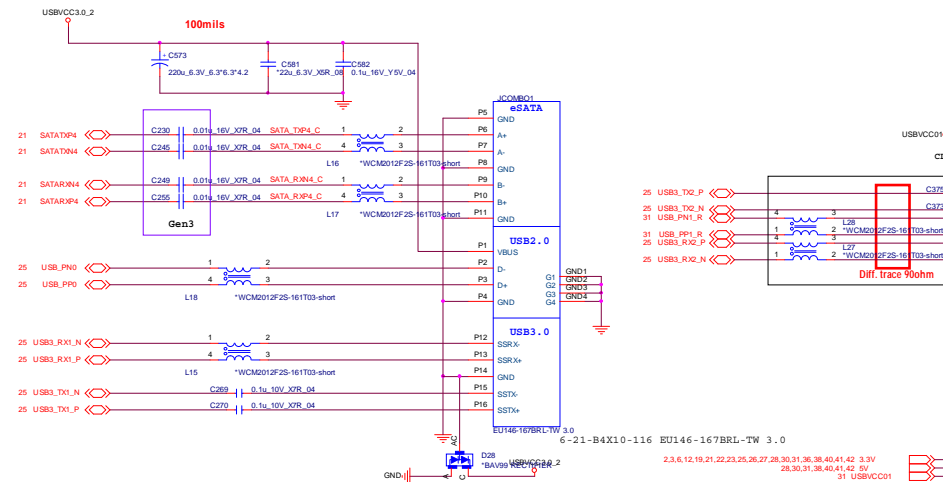 USBVCC3.0_2
100mils
+ C573
220u_6.3V_6.3*6.3*4.2
C581
*22u_6.3V_X5R_08
C582
0.1u_16V_Y5V_04
JCOMBO1
eSATA
P5 GND
21 SATATXP4 C230 0.01u_16V_X7R_04 SATA_TXP4_C 1 2 P6 A+
21 SATATXN4 C245 0.01u_16V_X7R_04 SATA_TXN4_C 4 3 P7 A-
L16 *WCM2012F2S-161T03-short P8 GND
21 SATARXN4 C249 0.01u_16V_X7R_04 SATA_RXN4_C 1 2 P9 B-
21 SATARXP4 C255 0.01u_16V_X7R_04 SATA_RXP4_C 4 3 P10 B+
L17 *WCM2012F2S-161T03-short P11 GND
Gen3
USB2.0
P1 VBUS
25 USB_PN0 1 2 P2 D-
25 USB_PP0 4 3 P3 D+
L18 *WCM2012F2S-161T03-short P4 GND
G1 GND1
G2 GND2
G3 GND3
G4 GND4
USB3.0
25 USB3_RX1_N 1 2 P12 SSRX-
25 USB3_RX1_P 4 3 P13 SSRX+
L15 *WCM2012F2S-161T03-short P14 GND
25 USB3_TX1_N C269 0.1u_10V_X7R_04 P15 SSTX-
25 USB3_TX1_P C270 0.1u_10V_X7R_04 P16 SSTX+
EU146-167BRL-TW 3.0
6-21-B4X10-116 EU146-167BRL-TW 3.0
AC
D28
*BAV99 RECTIFIER
USBVCC3.0_2
GND
A
C
USBVCC01
25 USB3_TX2_P C375
25 USB3_TX2_N C373
31 USB_PN1_R 4 3 L28
31 USB_PP1_R 1 2 *WCM2012F2S-161T03-short
25 USB3_RX2_P 4 3 L27
25 USB3_RX2_N 1 2 *WCM2012F2S-161T03-short
Diff. trace 90ohm
2,3,6,12,19,21,22,23,25,26,27,28,30,31,36,38,40,41,42 3.3V
28,30,31,38,40,41,42 5V
31 USBVCC01